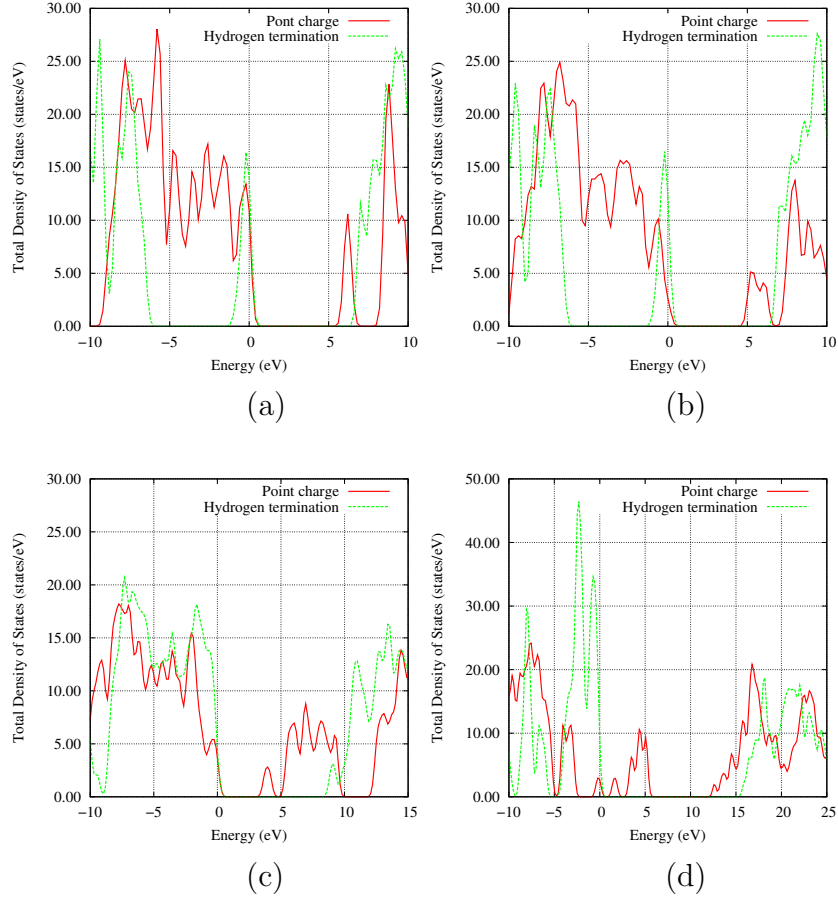 30.00
25.00
20.00
15.00
10.00
5.00
0.00
Total Density of States (states/eV)
Pont charge
Hydrogen termination
−10 −5 0 5 10
Energy (eV)
(a)
30.00
25.00
20.00
15.00
10.00
5.00
0.00
Total Density of States (states/eV)
Point charge
Hydrogen termination
−10 −5 0 5 10
Energy (eV)
(b)
30.00
25.00
20.00
15.00
10.00
5.00
0.00
Total Density of States (states/eV)
Point charge
Hydrogen termination
−10 −5 0 5 10 15
Energy (eV)
(c)
50.00
40.00
30.00
20.00
10.00
0.00
Total Density of States (states/eV)
Point charge
Hydrogen termination
−10 −5 0 5 10 15 20 25
Energy (eV)
(d)